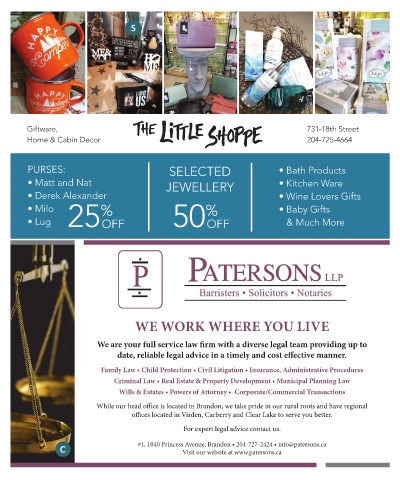 HAPPY
Camper
HAPPY
Camper
S
L
Giftware,
Home & Cabin Decor
THE LITTLE SHOPPE
731-18th Street
204-725-4664
PURSES:
• Matt and Nat
• Derek Alexander
• Milo
• Lug
25% OFF
SELECTED
JEWELLERY
50% OFF
• Bath Products
• Kitchen Ware
• Wine Lovers Gifts
• Baby Gifts
& Much More
P
PATERSONS LLP
Barristers • Solicitors • Notaries
WE WORK WHERE YOU LIVE
We are your full service law firm with a diverse legal team providing up to
date, reliable legal advice in a timely and cost effective manner.
Family Law • Child Protection • Civil Litigation • Insurance, Administrative Procedures
Criminal Law • Real Estate & Property Development • Municipal Planning Law
Wills & Estates • Powers of Attorney • Corporate/Commercial Transactions
While our head office is located in Brandon, we take pride in our rural roots and have regional
offices located in Virden, Carberry and Clear Lake to serve you better.
For expert legal advice contact us.
#1, 1040 Princess Avenue, Brandon • 204-727-2424 • info@patersons.ca
Visit our website at www.patersons.ca
C